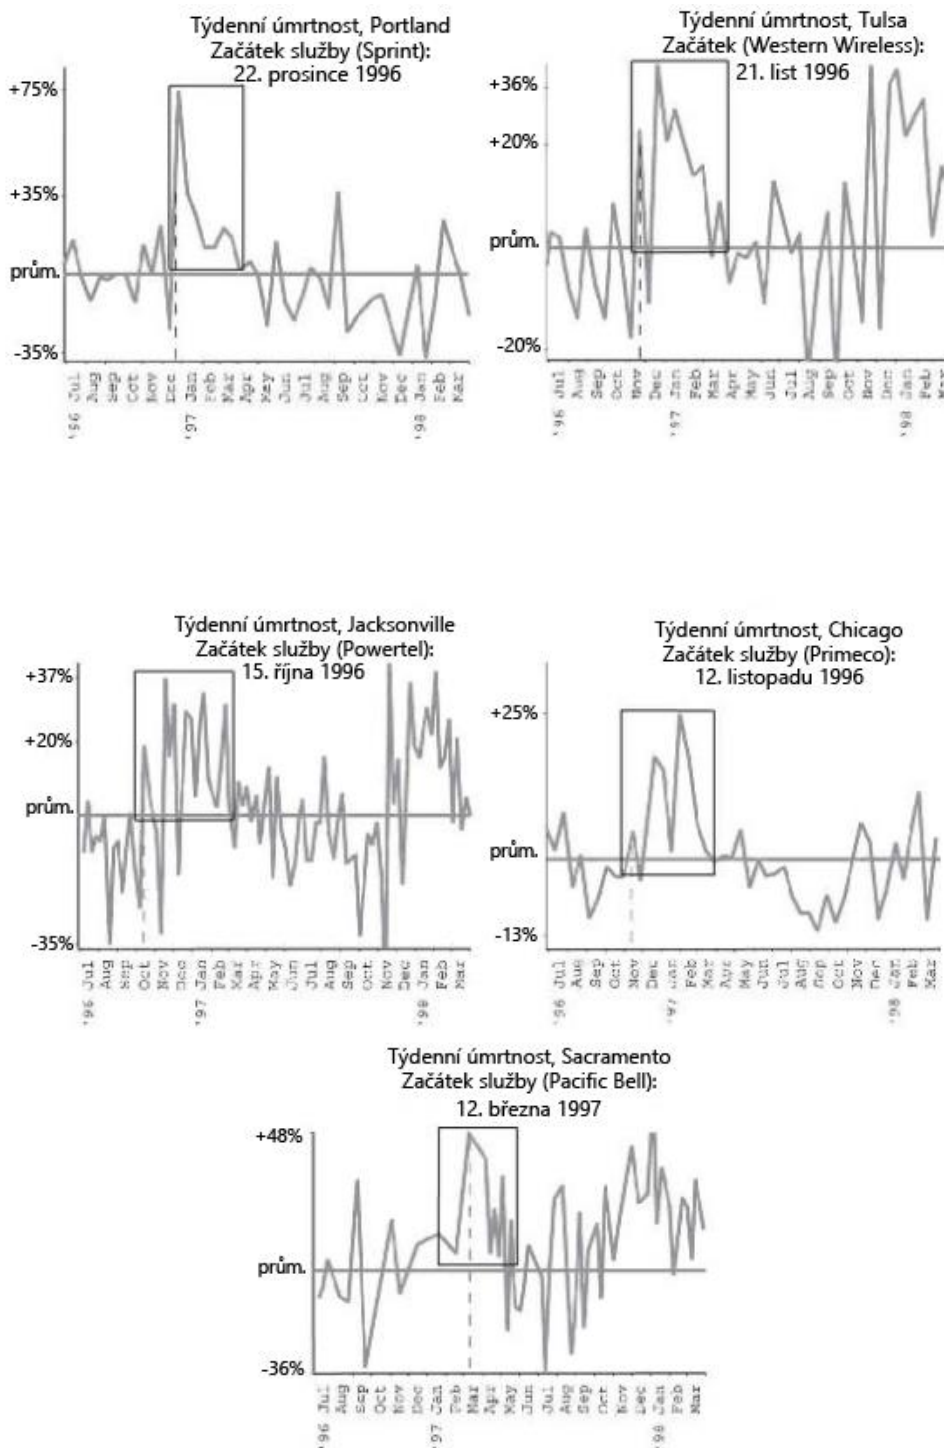 Týdenní úmrtnost, Portland
Začátek služby (Sprint):
22. prosince 1996
+75%
+35%
prům.
-35%
'96 Jul Aug Sep Oct Nov Dec '97 Jan Feb Mar Apr May Jun Jul Aug Sep Oct Nov Dec '98 Jan Feb Mar
Týdenní úmrtnost, Tulsa
Začátek (Western Wireless):
21. list 1996
+36%
+20%
prům.
-20%
'96 Jul Aug Sep Oct Nov Dec '97 Jan Feb Mar Apr May Jun Jul Aug Sep Oct Nov Dec '98 Jan Feb
Týdenní úmrtnost, Jacksonville
Začátek služby (Powertel):
15. října 1996
+37%
+20%
prům.
-35%
'96 Jul Aug Sep Oct Nov Dec '97 Jan Feb Mar Apr May Jun Jul Aug Sep Oct Nov Dec '98 Jan Feb Mar
Týdenní úmrtnost, Chicago
Začátek služby (Primeco):
12. listopadu 1996
+25%
prům.
-13%
'96 Jul Aug Sep Oct Nov Dec '97 Jan Feb Mar Apr May Jun Jul Aug Sep Oct Nov Dec '98 Jan Feb Mar
Týdenní úmrtnost, Sacramento
Začátek služby (Pacific Bell):
12. března 1997
+48%
prům.
-36%
'96 Jul Aug Sep Oct Nov Dec '97 Jan Feb Mar Apr May Jun Jul Aug Sep Oct Nov Dec '98 Jan Feb Mar